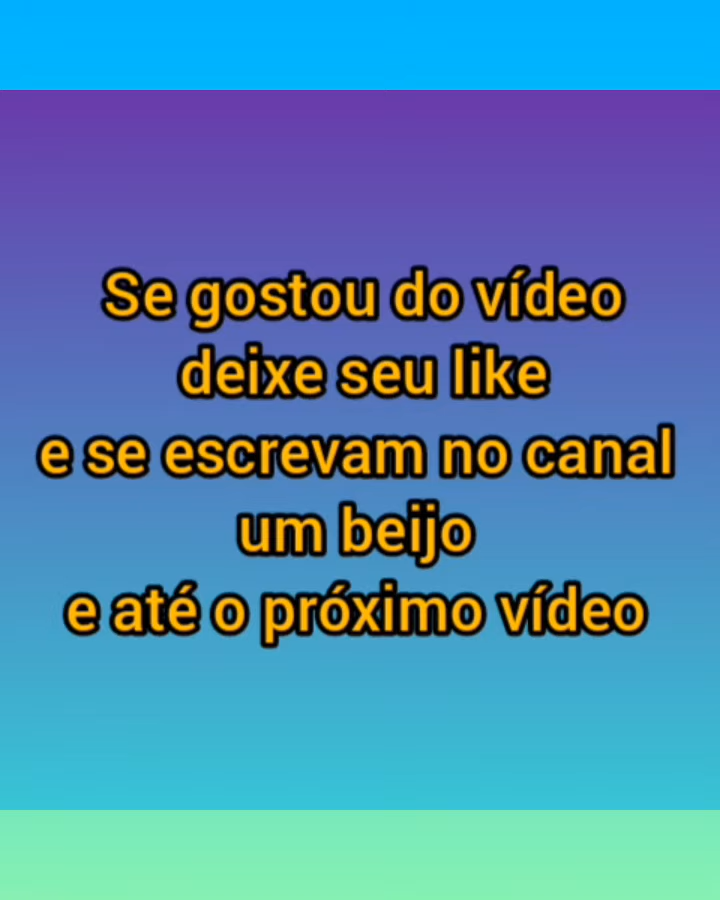 Se gostou do vídeo
deixe seu like
e se escrevam no canal
um beijo
e até o próximo vídeo